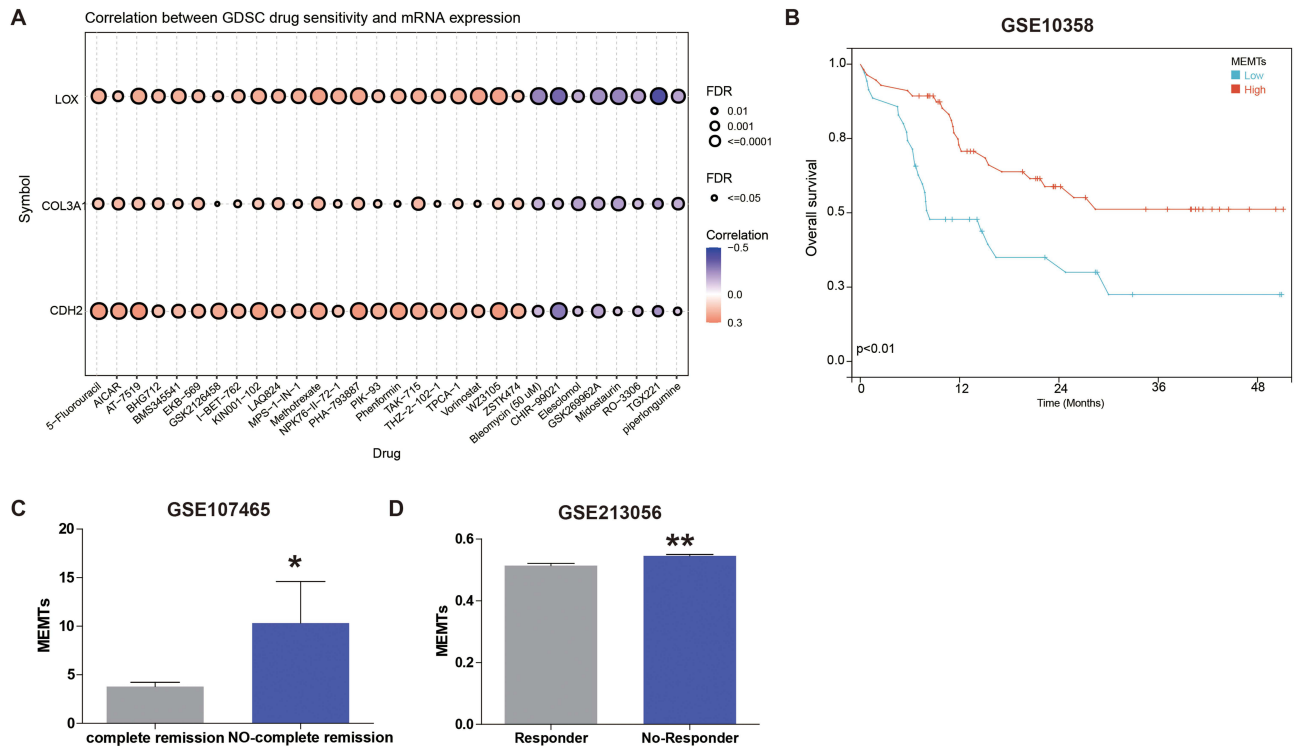 A
Correlation between GDSC drug sensitivity and mRNA expression
Symbol
LOX
COL3A1
CDH2
5−Fluorouracil
AICAR
AT−7519
BHG712
BMS345541
EKB−569
GSK2126458
I−BET−762
KIN001−102
LAQ824
MPS−1−IN−1
Methotrexate
NPK76−II−72−1
PHA−793887
PIK−93
Phenformin
TAK−715
THZ−2−102−1
TPCA−1
Vorinostat
WZ3105
ZSTK474
Bleomycin (50 uM)
CHIR−99021
Elesclomol
GSK269962A
Midostaurin
RO−3306
TGX221
piperlongumine
Drug
FDR
0.01
0.001
<=0.0001
FDR
<=0.05
Correlation
−0.5
0.0
0.3
B
GSE10358
MEMTs
Low
High
Overall survival
1.0
0.8
0.5
0.3
0.0
p<0.01
0
12
24
36
48
Time (Months)
C
GSE107465
MEMTs
20
15
10
5
0
*
complete remission
NO-complete remission
D
GSE213056
MEMTs
0.6
0.4
0.2
0.0
**
Responder
No-Responder